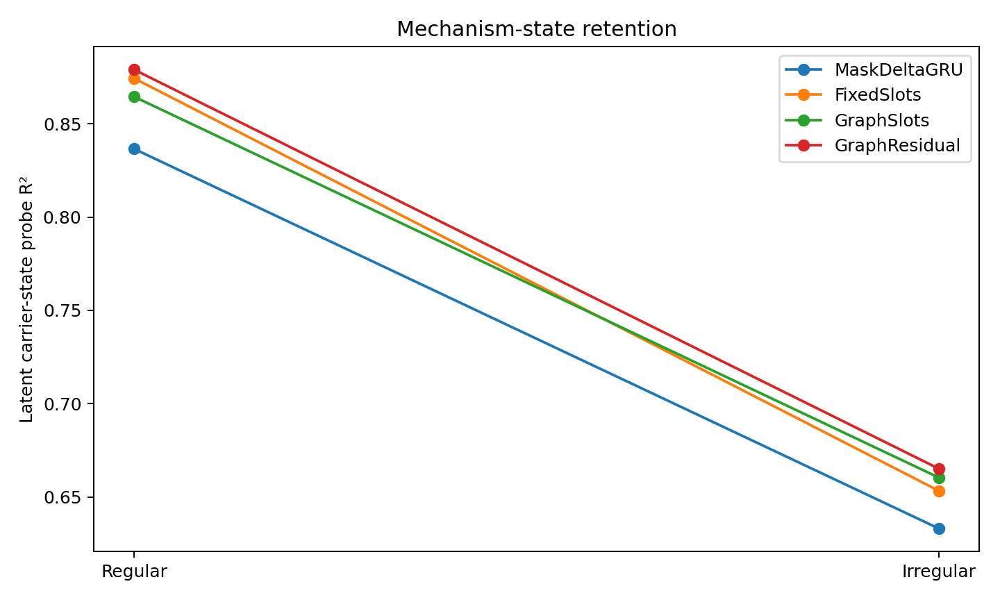 Mechanism-state retention
MaskDeltaGRU
FixedSlots
GraphSlots
GraphResidual
Latent carrier-state probe R²
0.85
0.80
0.75
0.70
0.65
Regular
Irregular